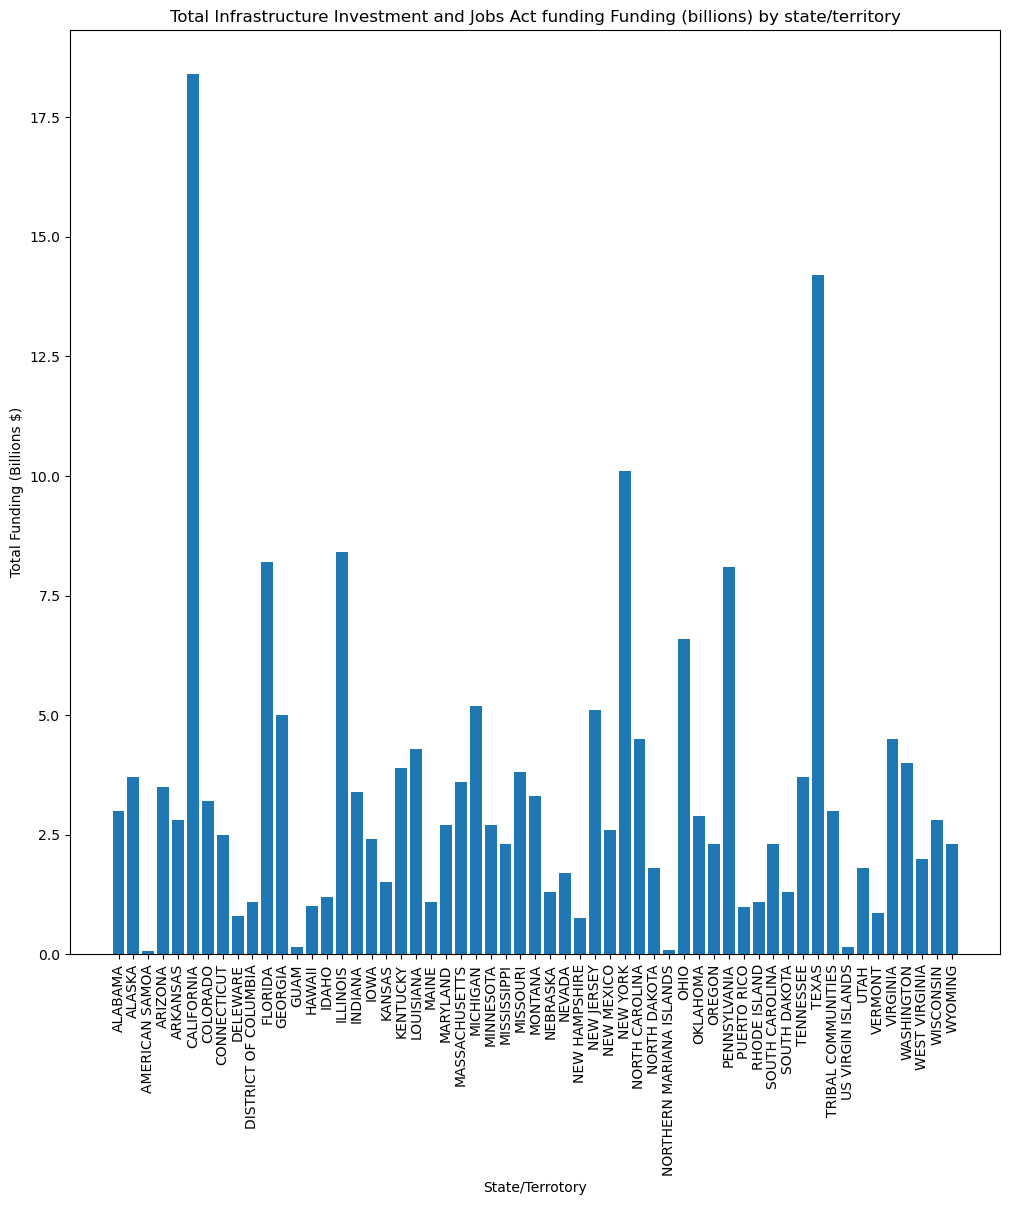 Total Infrastructure Investment and Jobs Act funding Funding (billions) by state/territory
Total Funding (Billions $)
17.5
15.0
12.5
10.0
7.5
5.0
2.5
0.0
ALABAMA
ALASKA
AMERICAN SAMOA
ARIZONA
ARKANSAS
CALIFORNIA
COLORADO
CONNECTICUT
DELEWARE
DISTRICT OF COLUMBIA
FLORIDA
GEORGIA
GUAM
HAWAII
IDAHO
ILLINOIS
INDIANA
IOWA
KANSAS
KENTUCKY
LOUISIANA
MAINE
MARYLAND
MASSACHUSETTS
MICHIGAN
MINNESOTA
MISSISSIPPI
MISSOURI
MONTANA
NEBRASKA
NEVADA
NEW HAMPSHIRE
NEW JERSEY
NEW MEXICO
NEW YORK
NORTH CAROLINA
NORTH DAKOTA
NORTHERN MARIANA ISLANDS
OHIO
OKLAHOMA
OREGON
PENNSYLVANIA
PUERTO RICO
RHODE ISLAND
SOUTH CAROLINA
SOUTH DAKOTA
TENNESSEE
TEXAS
TRIBAL COMMUNITIES
US VIRGIN ISLANDS
UTAH
VERMONT
VIRGINIA
WASHINGTON
WEST VIRGINIA
WISCONSIN
WYOMING
State/Terrotory